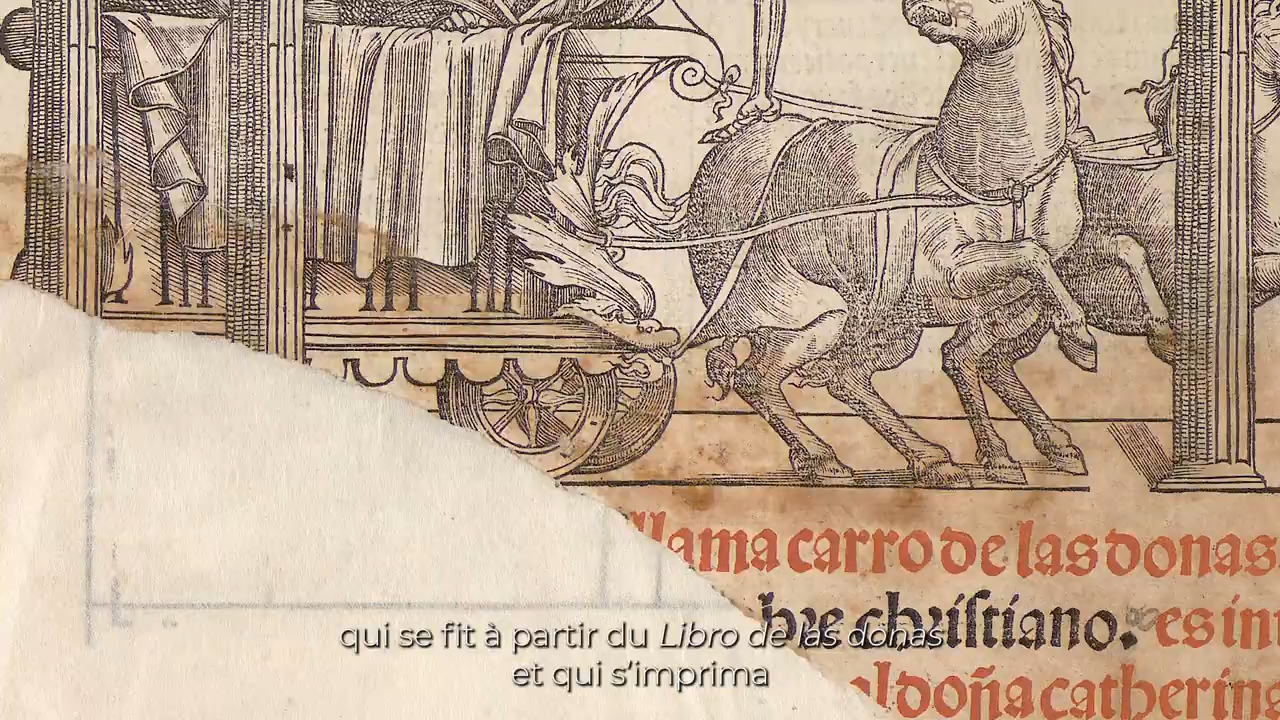 llama carro de las donas
bre christiano. es in
al doña catherin
qui se fit à partir du Libro de las donas
et qui s’imprima